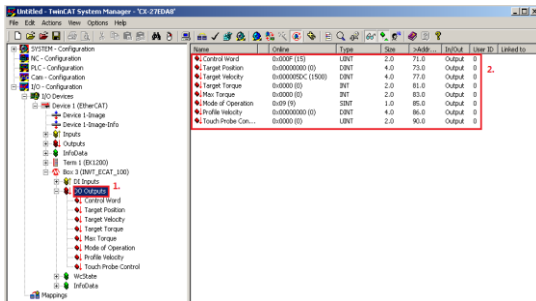 Untitled - TwinCAT System Manager - 'CX-27EDA8'
File Edit Actions View Options Help
SYSTEM - Configuration
NC - Configuration
PLC - Configuration
Cam - Configuration
I/O - Configuration
I/O Devices
Device 1 (EtherCAT)
Device 1-Image
Device 1-Image-Info
Inputs
Outputs
InfoData
Term 1 (EK1200)
Box 3 (INWT_ECAT_100)
DI Inputs
DO Outputs
1.
Control Word
Target Position
Target Velocity
Target Torque
Max Torque
Mode of Operation
Profile Velocity
Touch Probe Control
WcState
InfoData
Mappings
Name Online Type Size >Addr... In/Out User ID Linked to
Control Word 0x000F (15) UINT 2.0 71.0 Output 0
Target Position 0x00000000 (0) DINT 4.0 73.0 Output 0
Target Velocity 0x000005DC (1500) DINT 4.0 77.0 Output 0
Target Torque 0x0000 (0) INT 2.0 81.0 Output 0
Max Torque 0x0000 (0) INT 2.0 83.0 Output 0
Mode of Operation 0x09 (9) SINT 1.0 85.0 Output 0
Profile Velocity 0x00000000 (0) DINT 4.0 86.0 Output 0
Touch Probe Con... 0x0000 (0) UINT 2.0 90.0 Output 0
2.